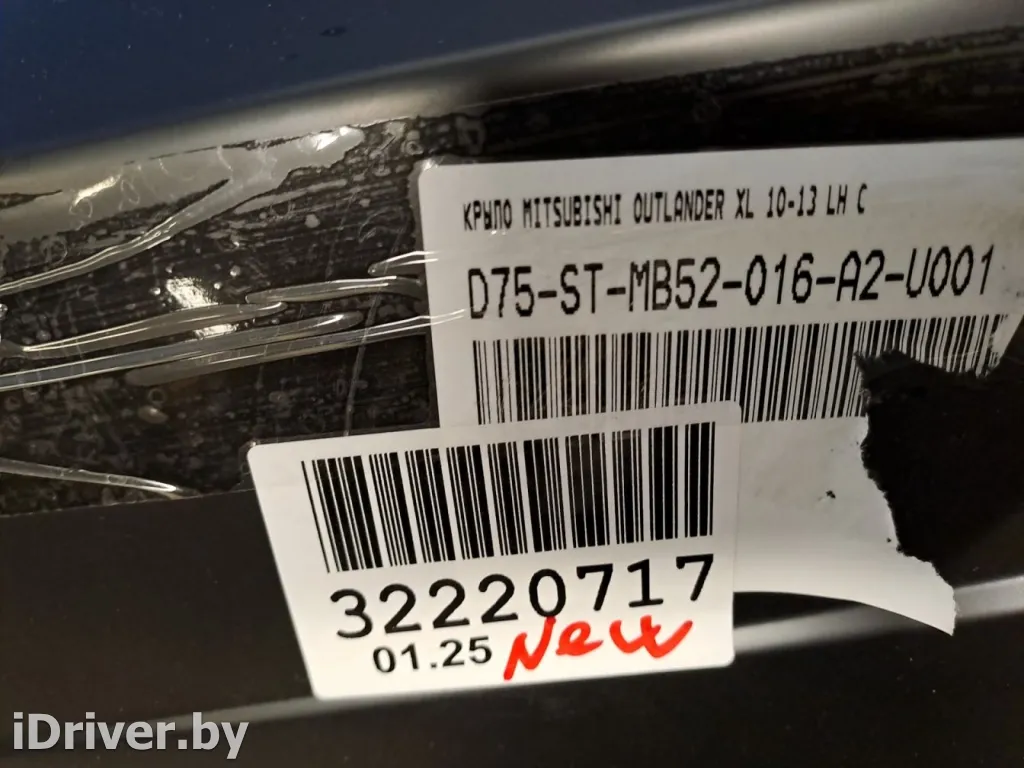 КРЫЛО MITSUBISHI OUTLANDER XL 10-13 LH С
D75-ST-MB52-016-A2-U001
32220717
01.25 New
iDriver.by